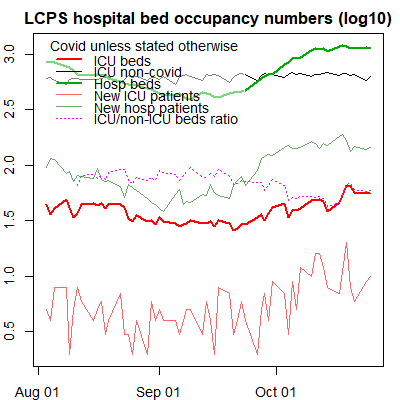 LCPS hospital bed occupancy numbers (log10)
Covid unless stated otherwise
ICU beds
ICU non-covid
Hosp beds
New ICU patients
New hosp patients
ICU/non-ICU beds ratio
3.0
2.5
2.0
1.5
1.0
0.5
Aug 01
Sep 01
Oct 01